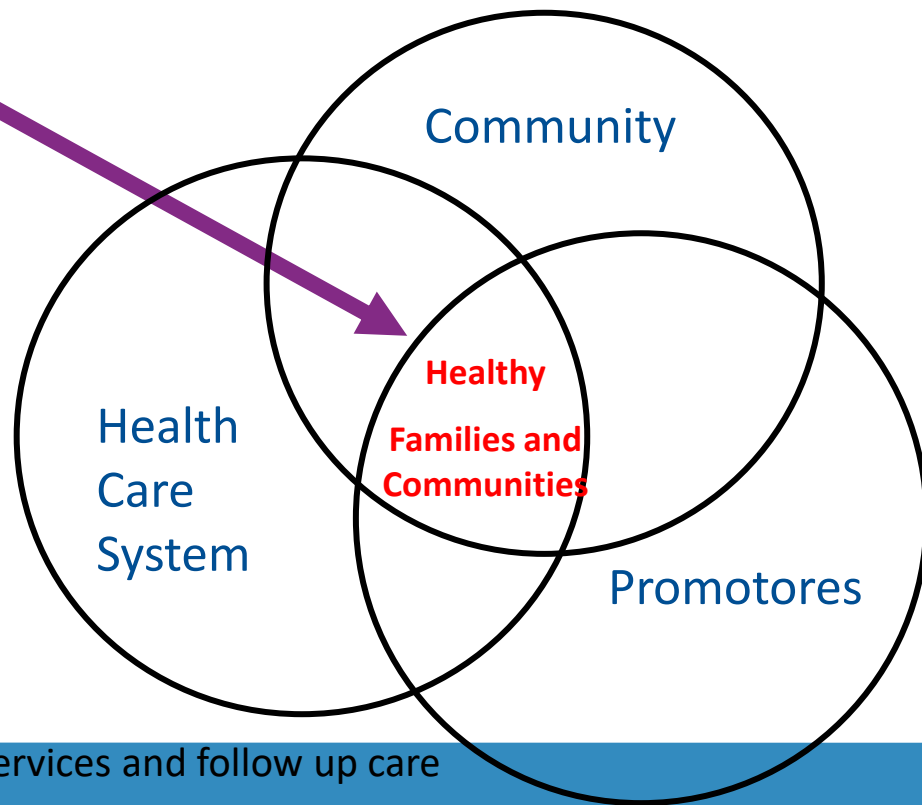 Community
Healthy
Families and
Communities
Health
Care
System
Promotores
ervices and follow up care